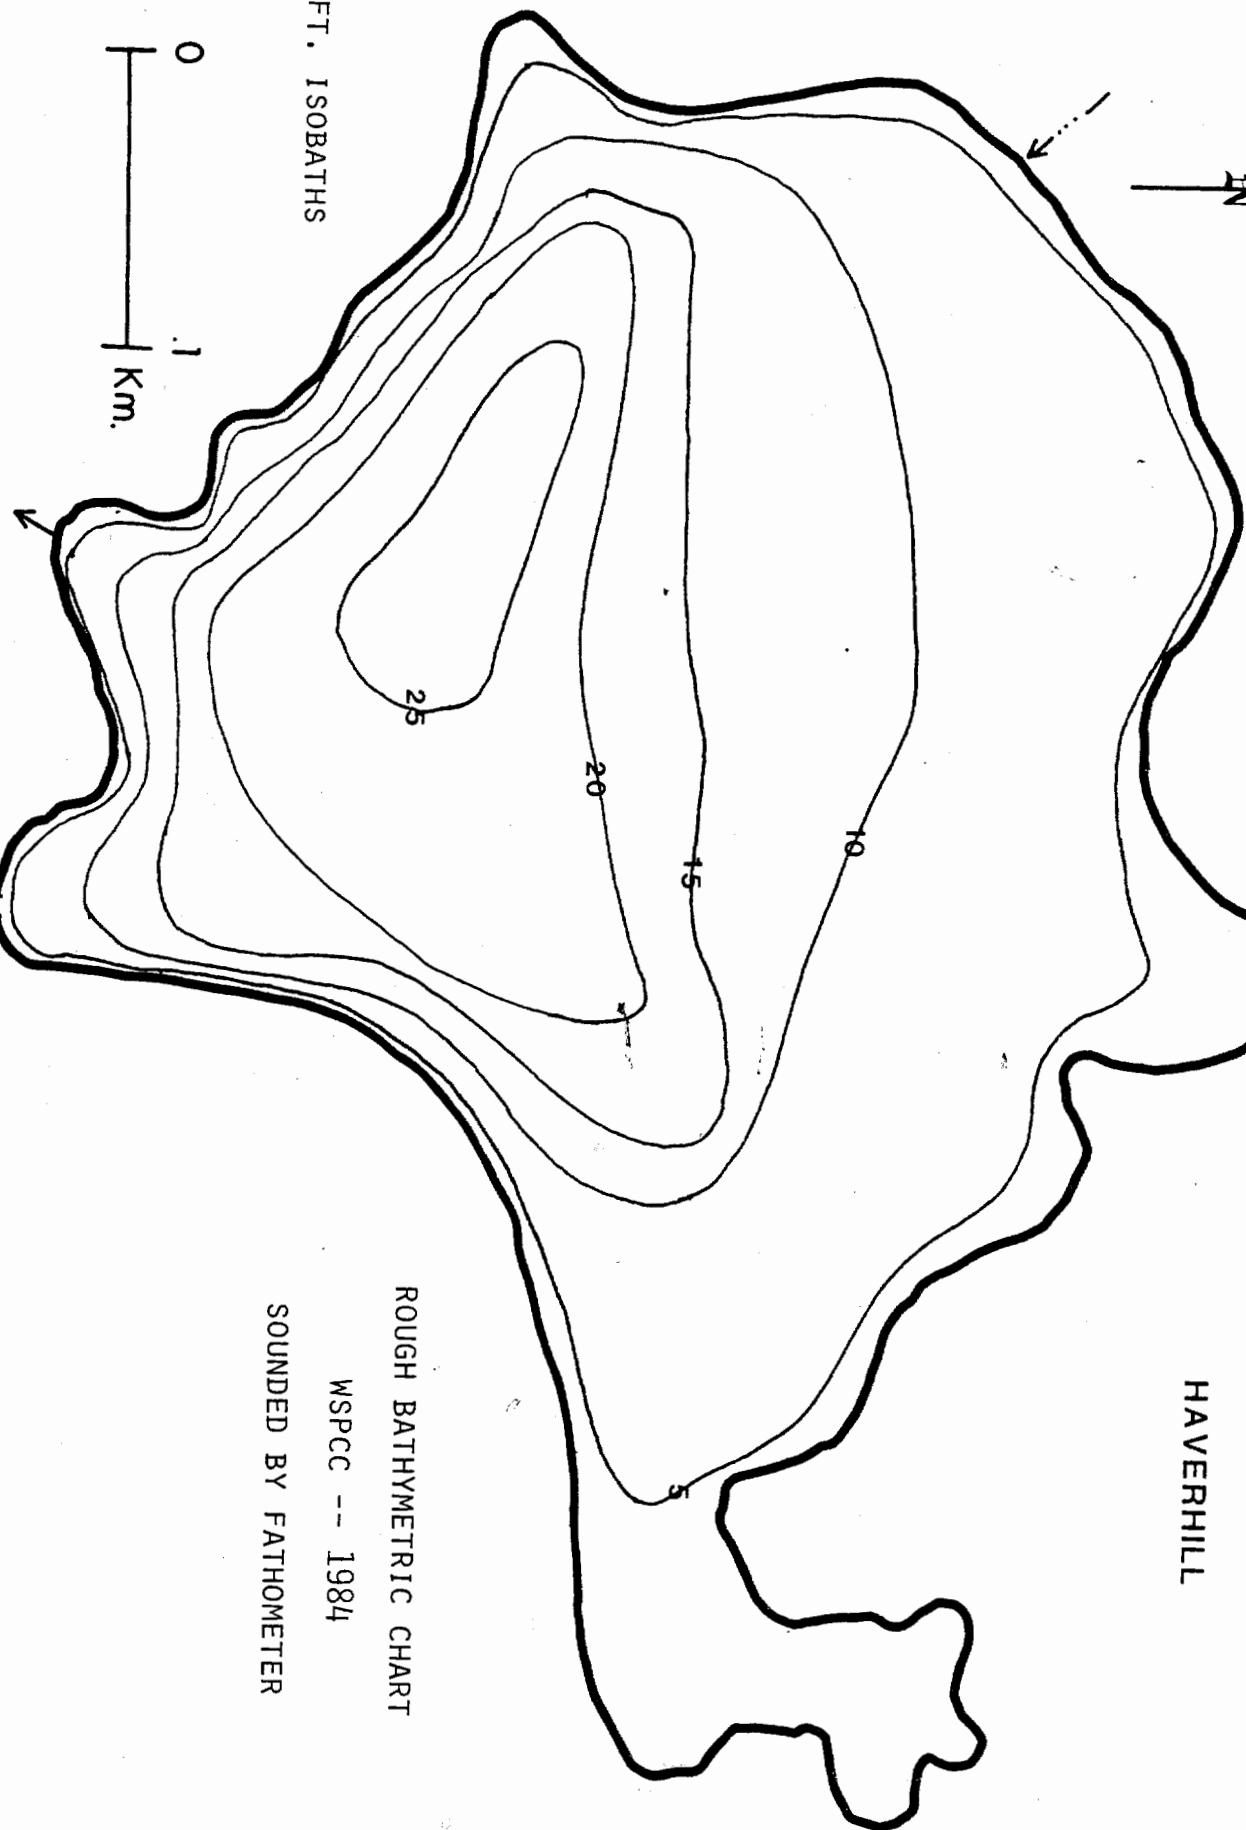 N
HAVERHILL
10
15
20
25
5
FT. ISOBATHS
0 .1
Km.
ROUGH BATHYMETRIC CHART
WSPCC -- 1984
SOUNDED BY FATHOMETER